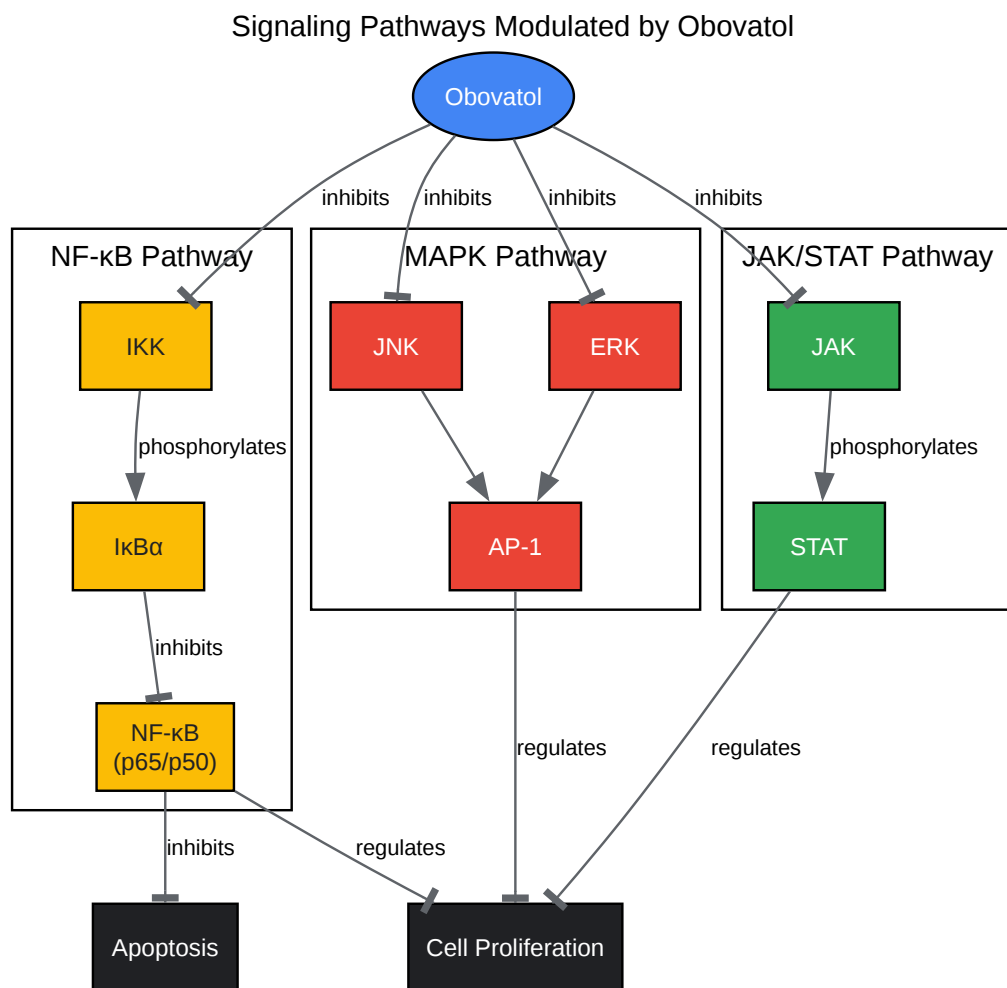 Signaling Pathways Modulated by Obovatol
Obovatol
inhibits
inhibits
inhibits
inhibits
NF-κB Pathway
MAPK Pathway
JAK/STAT Pathway
IKK
JNK
ERK
JAK
phosphorylates
phosphorylates
IκBα
AP-1
STAT
inhibits
NF-κB
(p65/p50)
regulates
regulates
inhibits
regulates
Apoptosis
Cell Proliferation